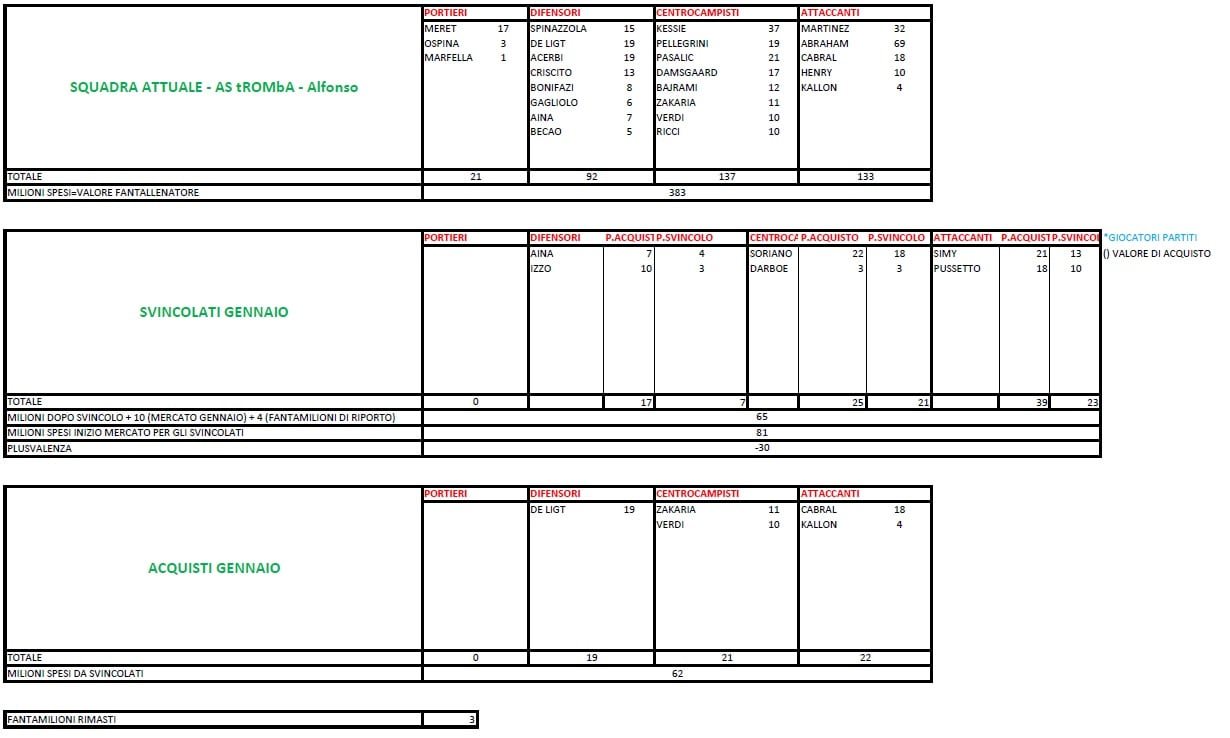 PORTIERI DIFENSORI CENTROCAMPISTI ATTACCANTI
MERET 17 SPINAZZOLA 15 KESSIE 37 MARTINEZ 32
OSPINA 3 DE LIGT 19 PELLEGRINI 19 ABRAHAM 69
MARFELLA 1 ACERBI 19 PASALIC 21 CABRAL 18
CRISCITO 13 DAMSGAARD 17 HENRY 10
SQUADRA ATTUALE - AS tROMbA - Alfonso BONIFAZI 8 BAJRAMI 12 KALLON 4
GAGLIOLO 6 ZAKARIA 11
AINA 7 VERDI 10
BECAO 5 RICCI 10
TOTALE 21 92 137 133
MILIONI SPESI=VALORE FANTALLENATORE 383
PORTIERI DIFENSORI P.ACQUIST P.SVINCOLO CENTROCA P.ACQUISTO P.SVINCOLO ATTACCANTI P.ACQUIST P.SVINCOL *GIOCATORI PARTITI
AINA 7 4 SORIANO 22 18 SIMY 21 13 () VALORE DI ACQUISTO
IZZO 10 3 DARBOE 3 3 PUSSETTO 18 10
SVINCOLATI GENNAIO
TOTALE 0 17 7 25 21 39 23
MILIONI DOPO SVINCOLO + 10 (MERCATO GENNAIO) + 4 (FANTAMILIONI DI RIPORTO) 65
MILIONI SPESI INIZIO MERCATO PER GLI SVINCOLATI 81
PLUSVALENZA -30
PORTIERI DIFENSORI CENTROCAMPISTI ATTACCANTI
DE LIGT 19 ZAKARIA 11 CABRAL 18
VERDI 10 KALLON 4
ACQUISTI GENNAIO
TOTALE 0 19 21 22
MILIONI SPESI DA SVINCOLATI 62
FANTAMILIONI RIMASTI 3